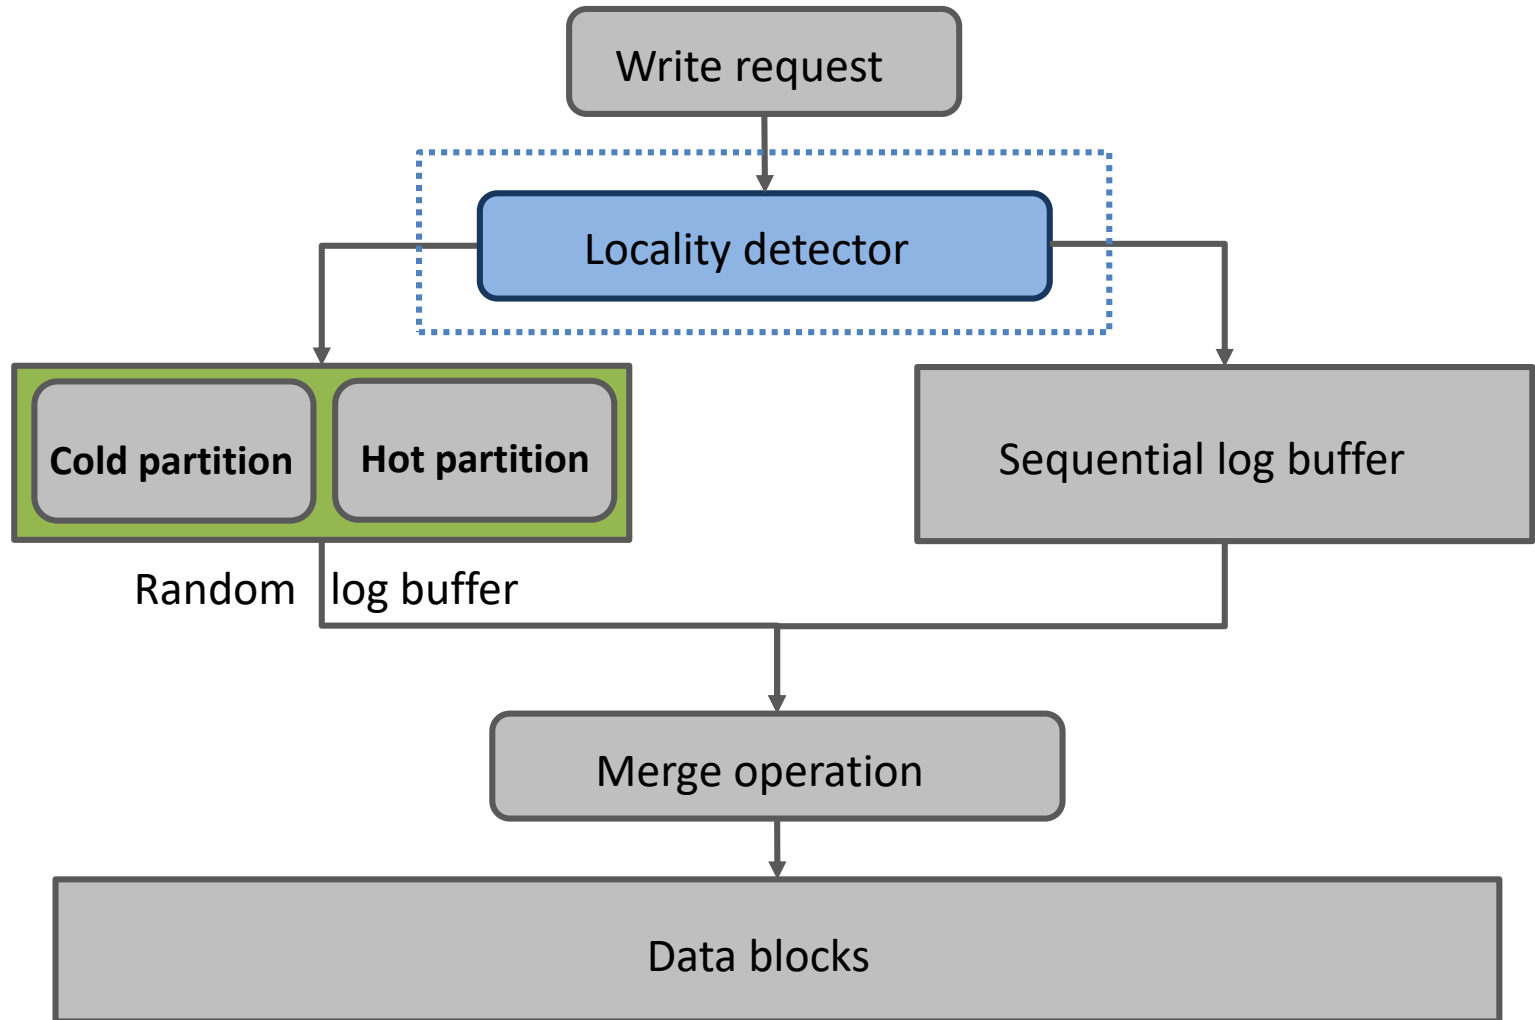 Write request
Locality detector
Cold partition
Hot partition
Sequential log buffer
Random log buffer
Merge operation
Data blocks